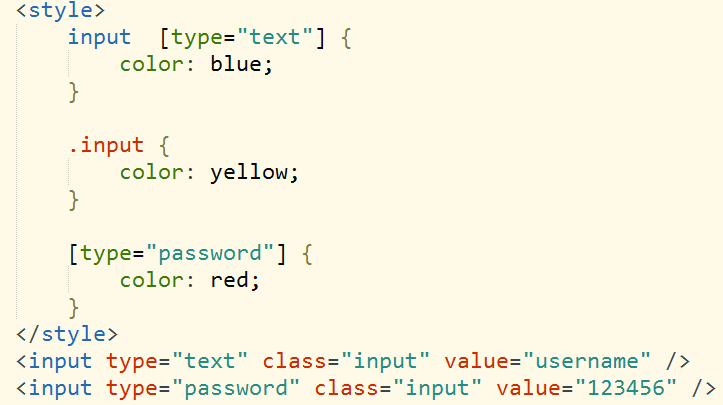 <style>
    input  [type="text"] {
        color: blue;
    }

    .input {
        color: yellow;
    }

    [type="password"] {
        color: red;
    }
</style>
<input type="text" class="input" value="username" />
<input type="password" class="input" value="123456" />